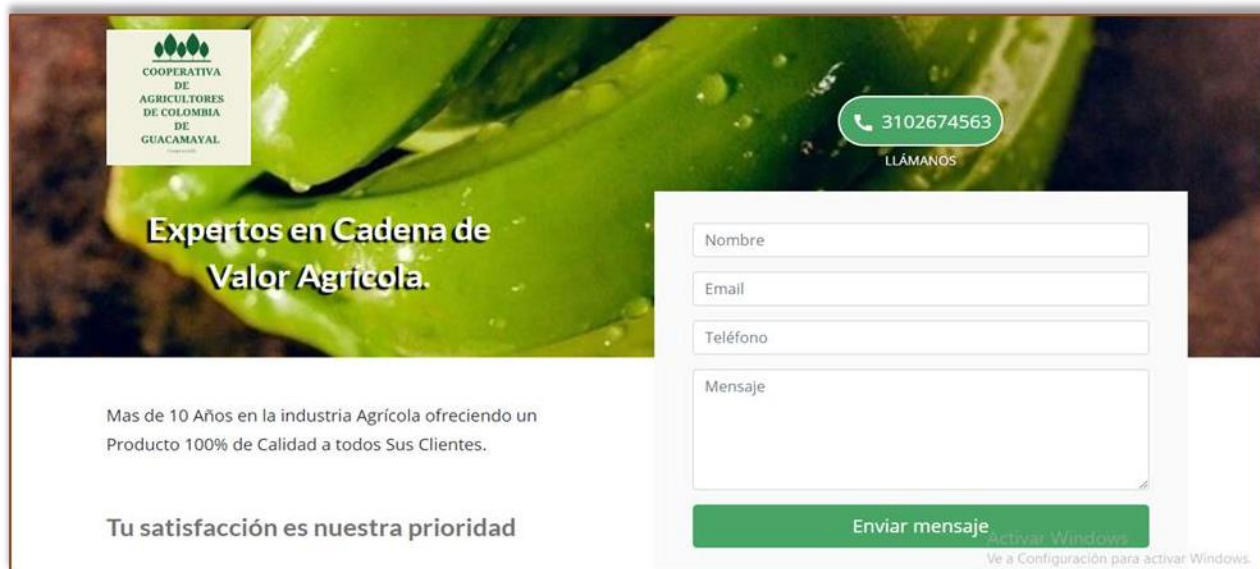 COOPERATIVA
DE
AGRICULTORES
DE COLOMBIA
DE
GUACAMAYAL
3102674563
LLÁMANOS
Expertos en Cadena de
Valor Agrícola.
Nombre
Email
Teléfono
Mensaje
Enviar mensaje
Mas de 10 Años en la industria Agrícola ofreciendo un
Producto 100% de Calidad a todos Sus Clientes.
Tu satisfacción es nuestra prioridad
Activar Windows
Ve a Configuración para activar Windows.